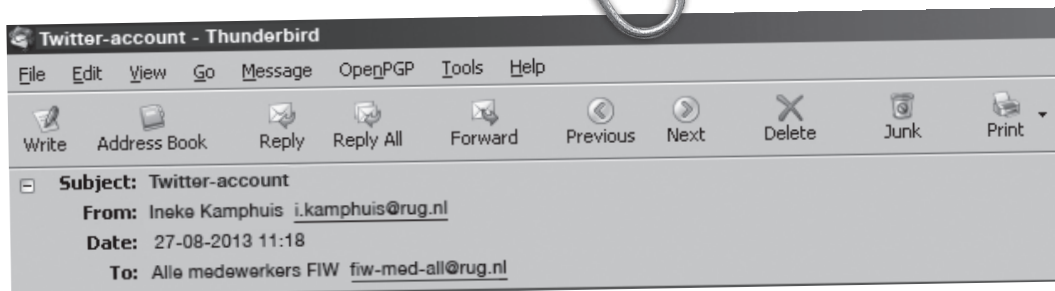 Twitter-account - Thunderbird
File Edit View Go Message OpenPGP Tools Help
Write Address Book Reply Reply All Forward Previous Next Delete Junk Print
Subject: Twitter-account
From: Ineke Kamphuis i.kamphuis@rug.nl
Date: 27-08-2013 11:18
To: Alle medewerkers FIW fiw-med-all@rug.nl